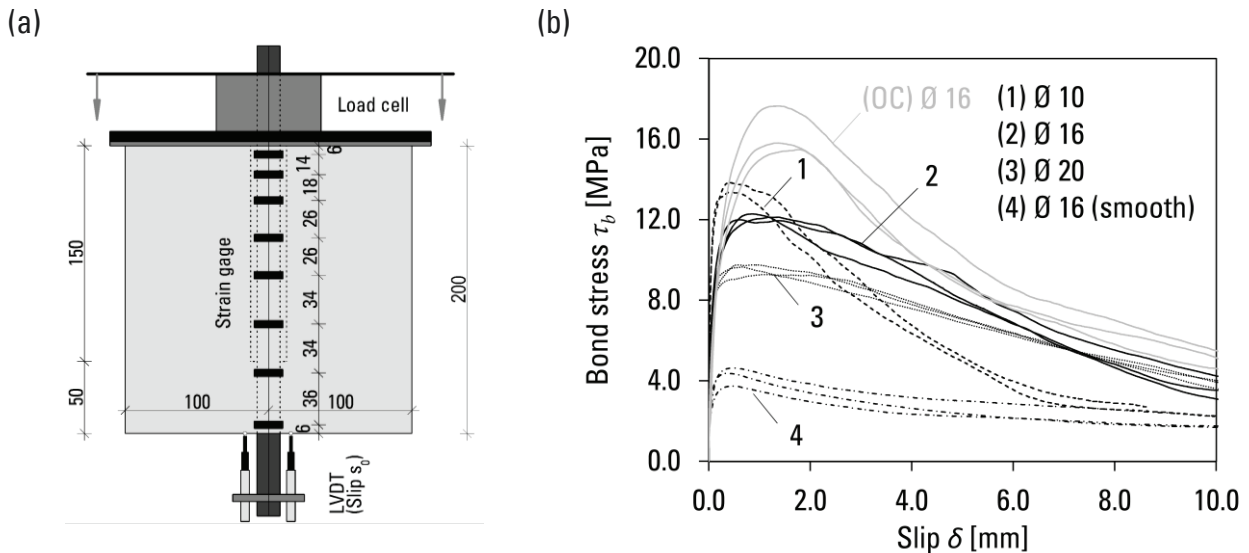 (a)
Load cell
6
14
18
26
26
34
34
36
6
150
50
200
Strain gage
100
100
LVDT
(Slip s₀)
(b)
20.0
16.0
12.0
8.0
4.0
0.0
Bond stress τb [MPa]
(OC) Ø 16
(1) Ø 10
(2) Ø 16
(3) Ø 20
(4) Ø 16 (smooth)
1
2
3
4
0.0 2.0 4.0 6.0 8.0 10.0
Slip δ [mm]